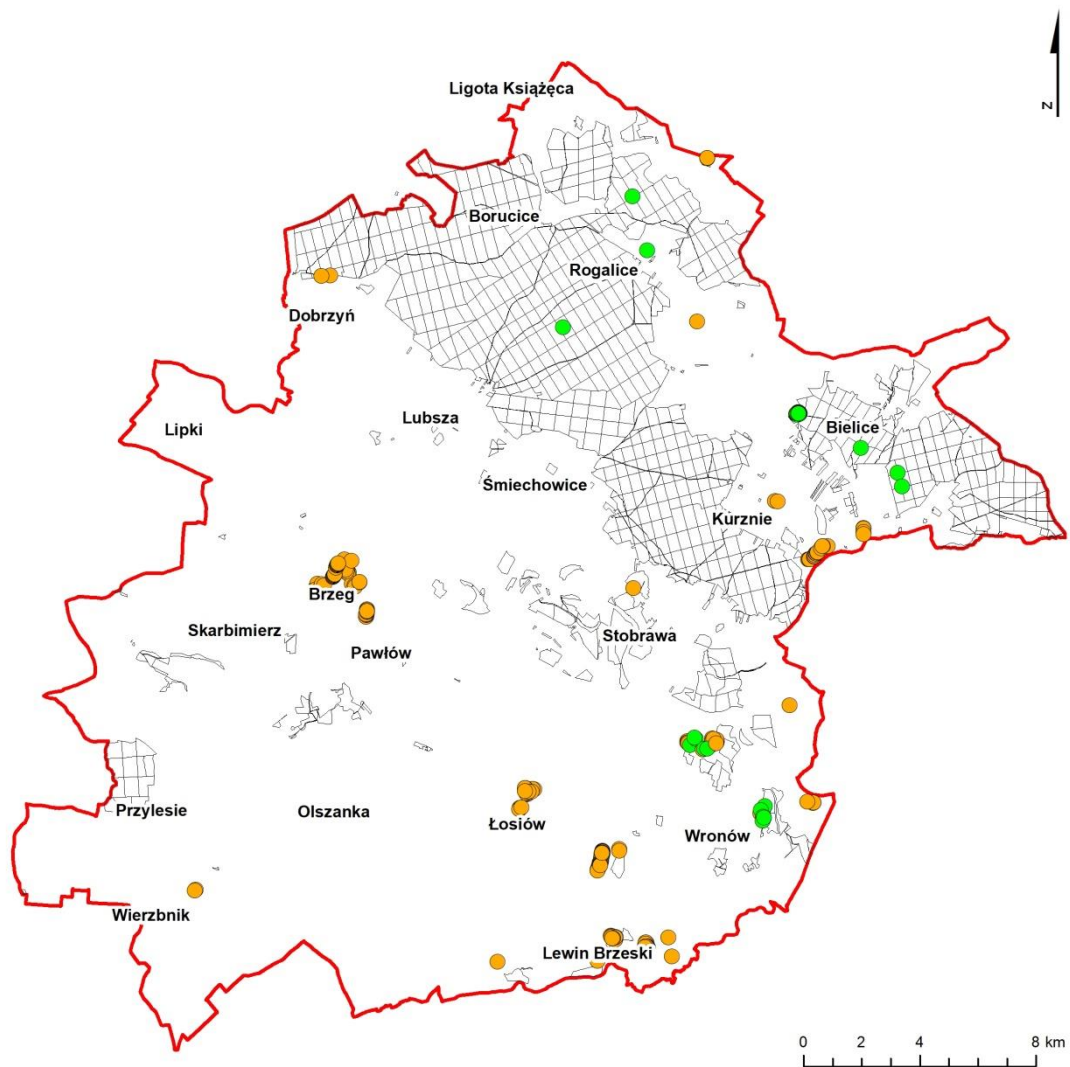 Ligota Książęca
Z
Borucice
Rogalice
Dobrzyń
Lubsza
Lipki
Bielice
Śmiechowice
Kurznie
Brzeg
Skarbimierz
Stobrawa
Pawłów
Przylesie
Olszanka
Łosiów
Wronów
Wierzbnik
Lewin Brzeski
0 2 4 8 km